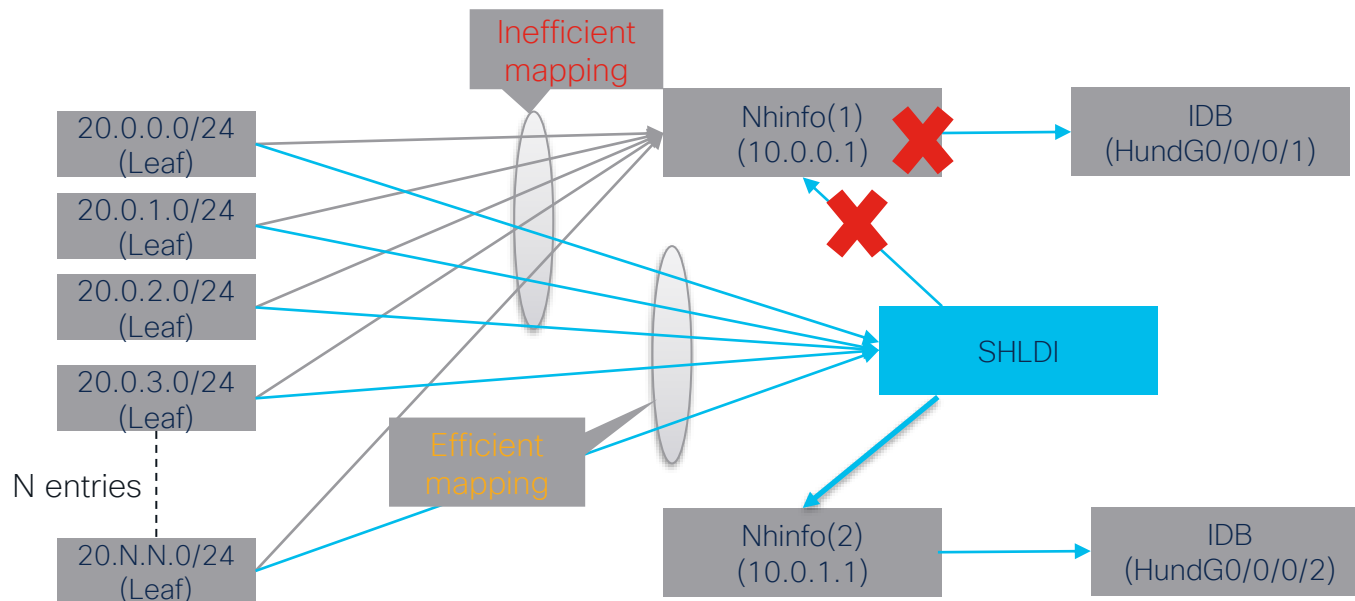 Inefficient
mapping
20.0.0.0/24
(Leaf)
Nhinfo(1)
(10.0.0.1)
IDB
(HundG0/0/0/1)
20.0.1.0/24
(Leaf)
20.0.2.0/24
(Leaf)
SHLDI
20.0.3.0/24
(Leaf)
Efficient
mapping
N entries
20.N.N.0/24
(Leaf)
Nhinfo(2)
(10.0.1.1)
IDB
(HundG0/0/0/2)